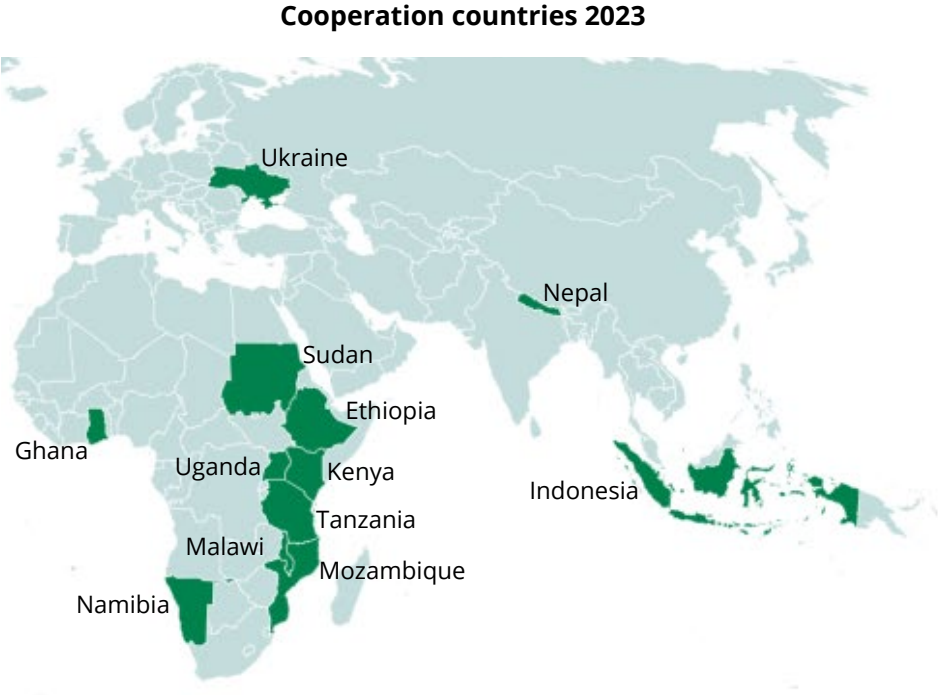 Cooperation countries 2023
Ukraine
Nepal
Sudan
Ethiopia
Ghana
Uganda
Kenya
Indonesia
Tanzania
Malawi
Mozambique
Namibia